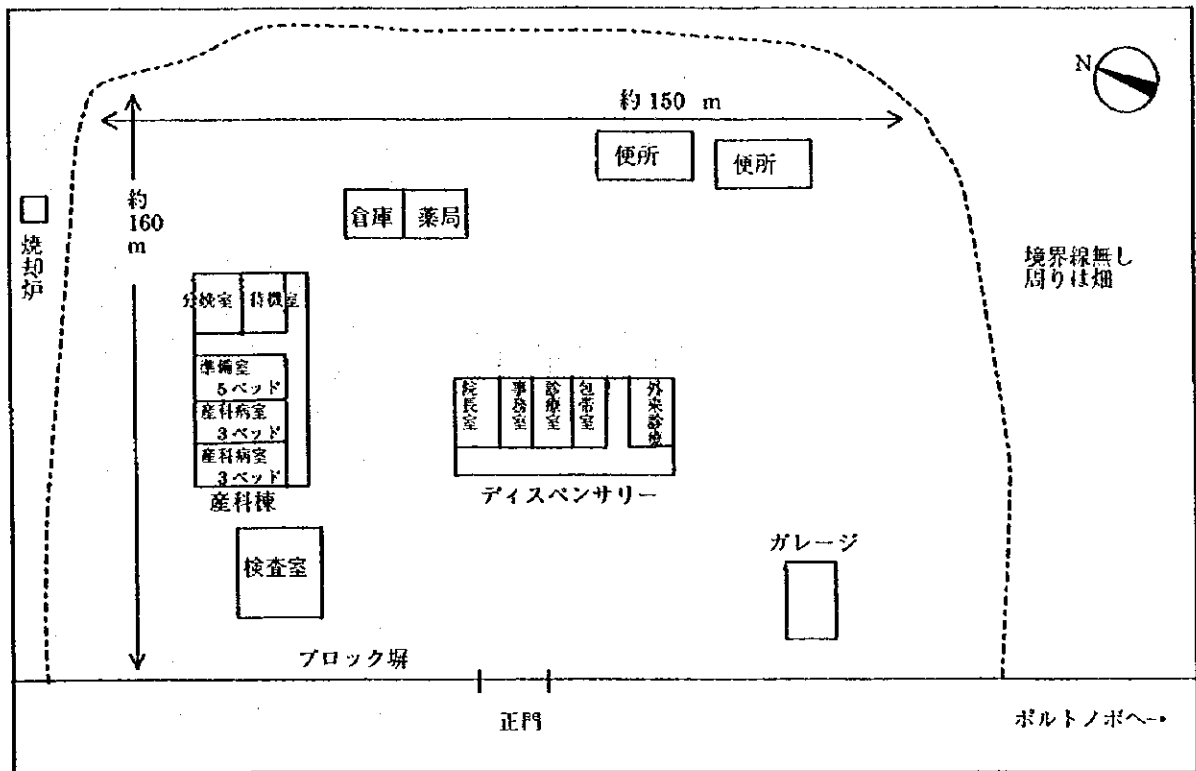 N
約 150 m
便所
便所
約
160
m
倉庫 薬局
焼却炉
境界線無し
周りは畑
分娩室 待機室
準備室
5ベッド
産科病室
3ベッド
産科病室
3ベッド
産科棟
院長室 事務室 診療室 包帯室 外来診療
ディスペンサリー
ガレージ
検査室
ブロック塀
正門
ポルトノボへ→